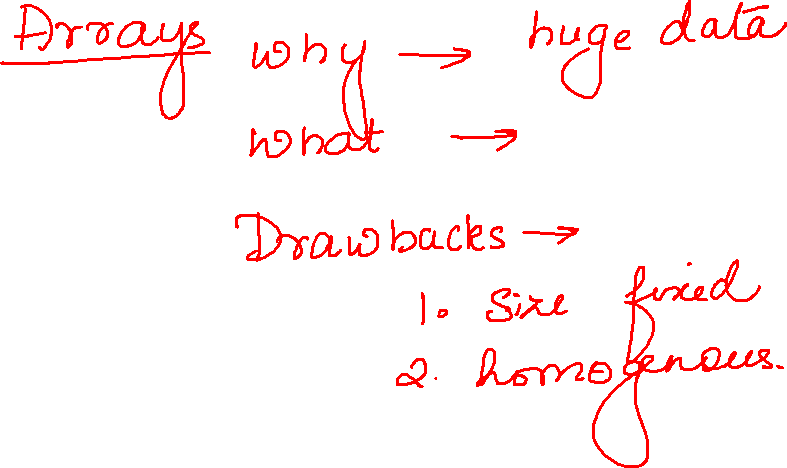 Arrays why → huge data
what →
Drawbacks →
1. Size fixed
2. homogenous.